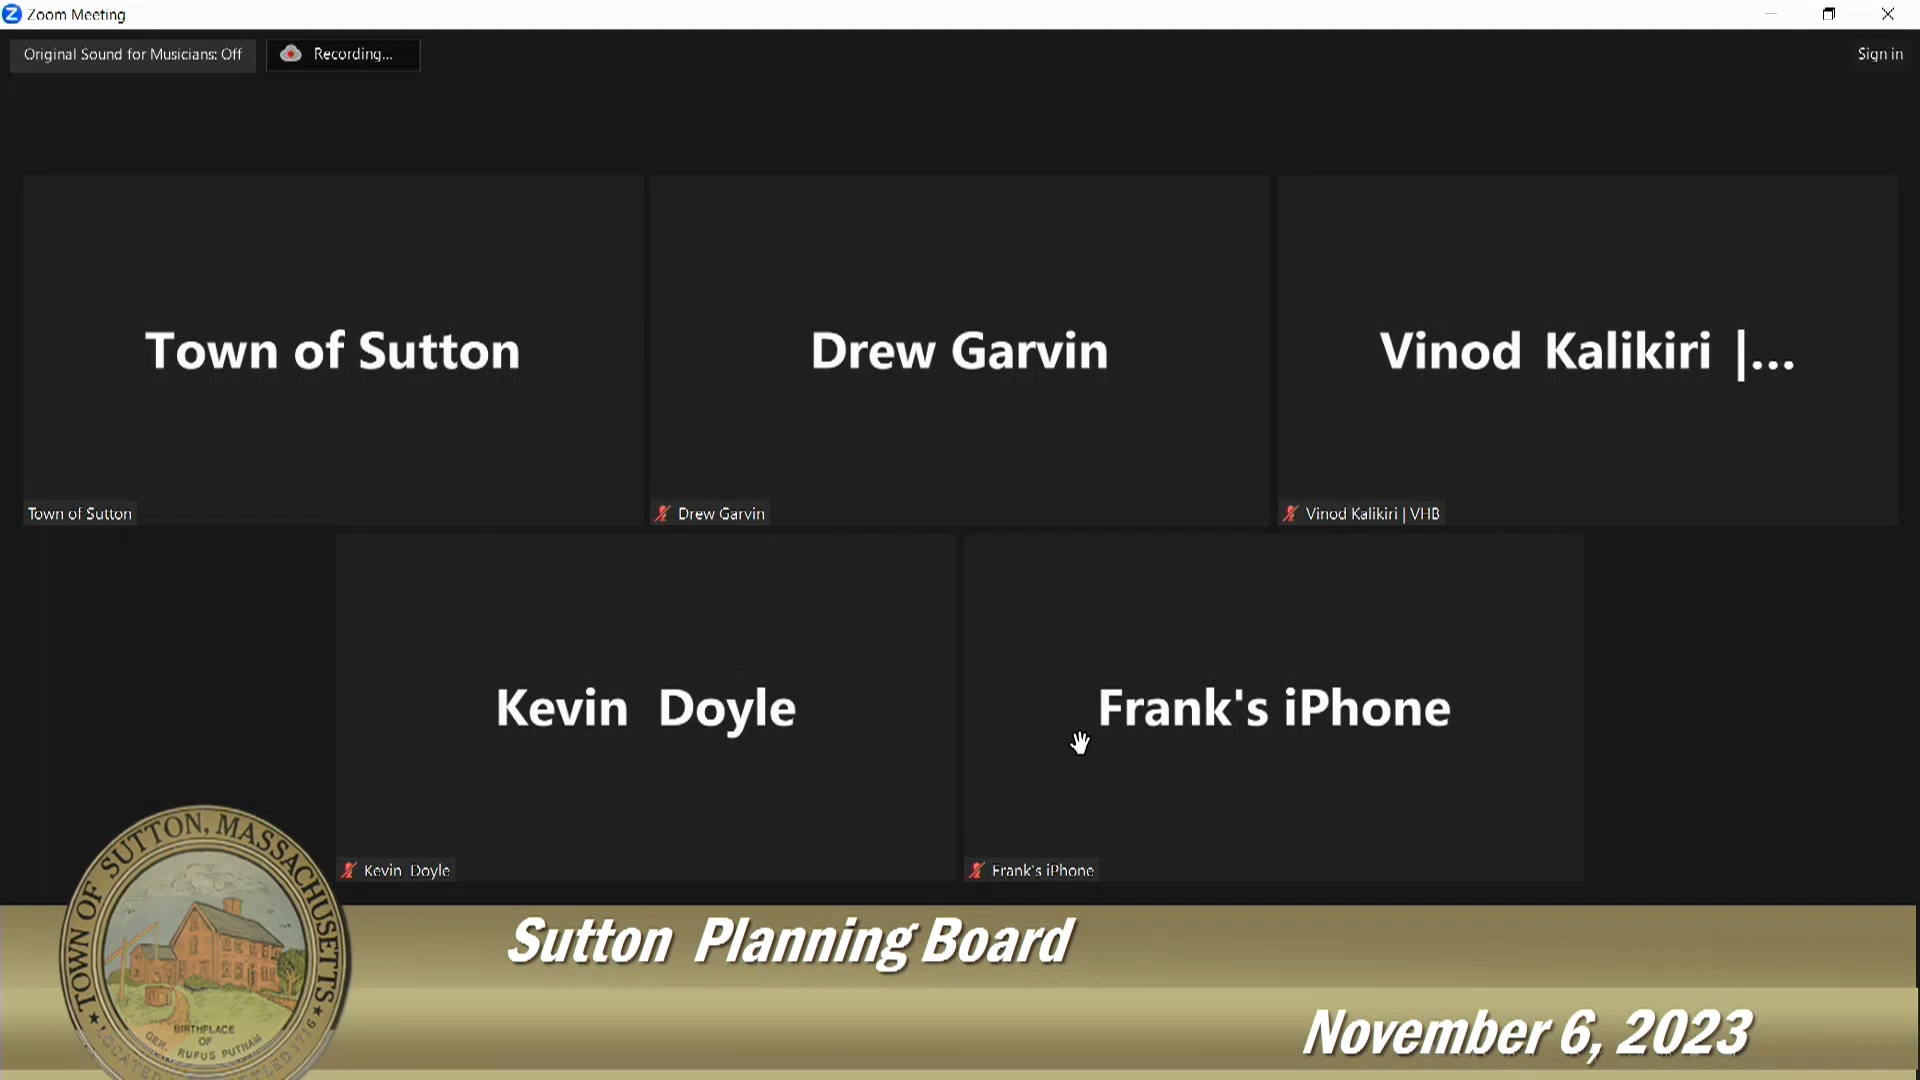 Zoom Meeting
Original Sound for Musicians: Off
Recording...
Sign in
Town of Sutton
Drew Garvin
Vinod Kalikiri |...
Town of Sutton
Drew Garvin
Vinod Kalikiri | VHB
Kevin Doyle
Frank's iPhone
Kevin Doyle
Frank's iPhone
TOWN OF SUTTON, MASSACHUSETTS
BIRTHPLACE
OF
GEN. RUFUS PUTNAM
Sutton Planning Board
November 6, 2023